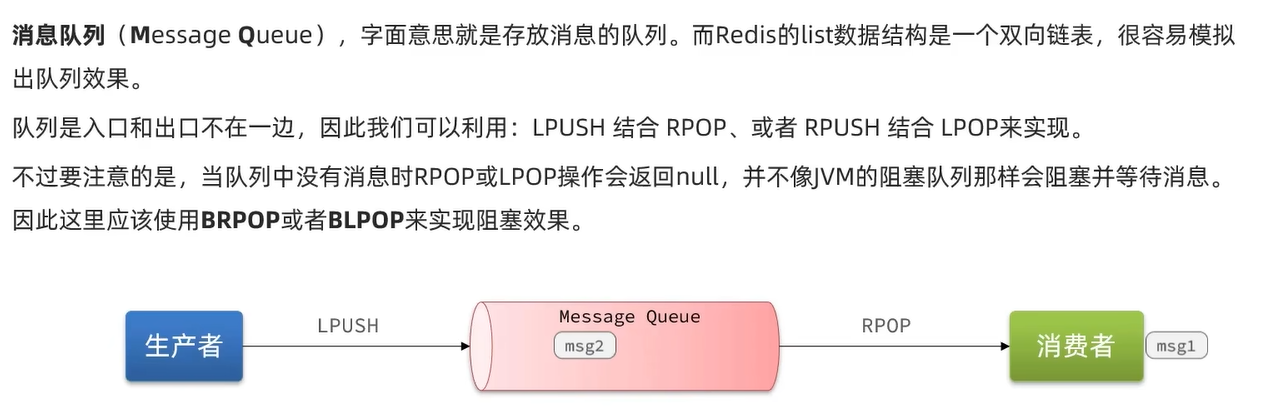 消息队列（Message Queue），字面意思就是存放消息的队列。而Redis的list数据结构是一个双向链表，很容易模拟
出队列效果。
队列是入口和出口不在一边，因此我们可以利用：LPUSH 结合 RPOP、或者 RPUSH 结合 LPOP来实现。
不过要注意的是，当队列中没有消息时RPOP或LPOP操作会返回null，并不像JVM的阻塞队列那样会阻塞并等待消息。
因此这里应该使用BRPOP或者BLPOP来实现阻塞效果。
生产者
LPUSH
Message Queue
msg2
RPOP
消费者
msg1